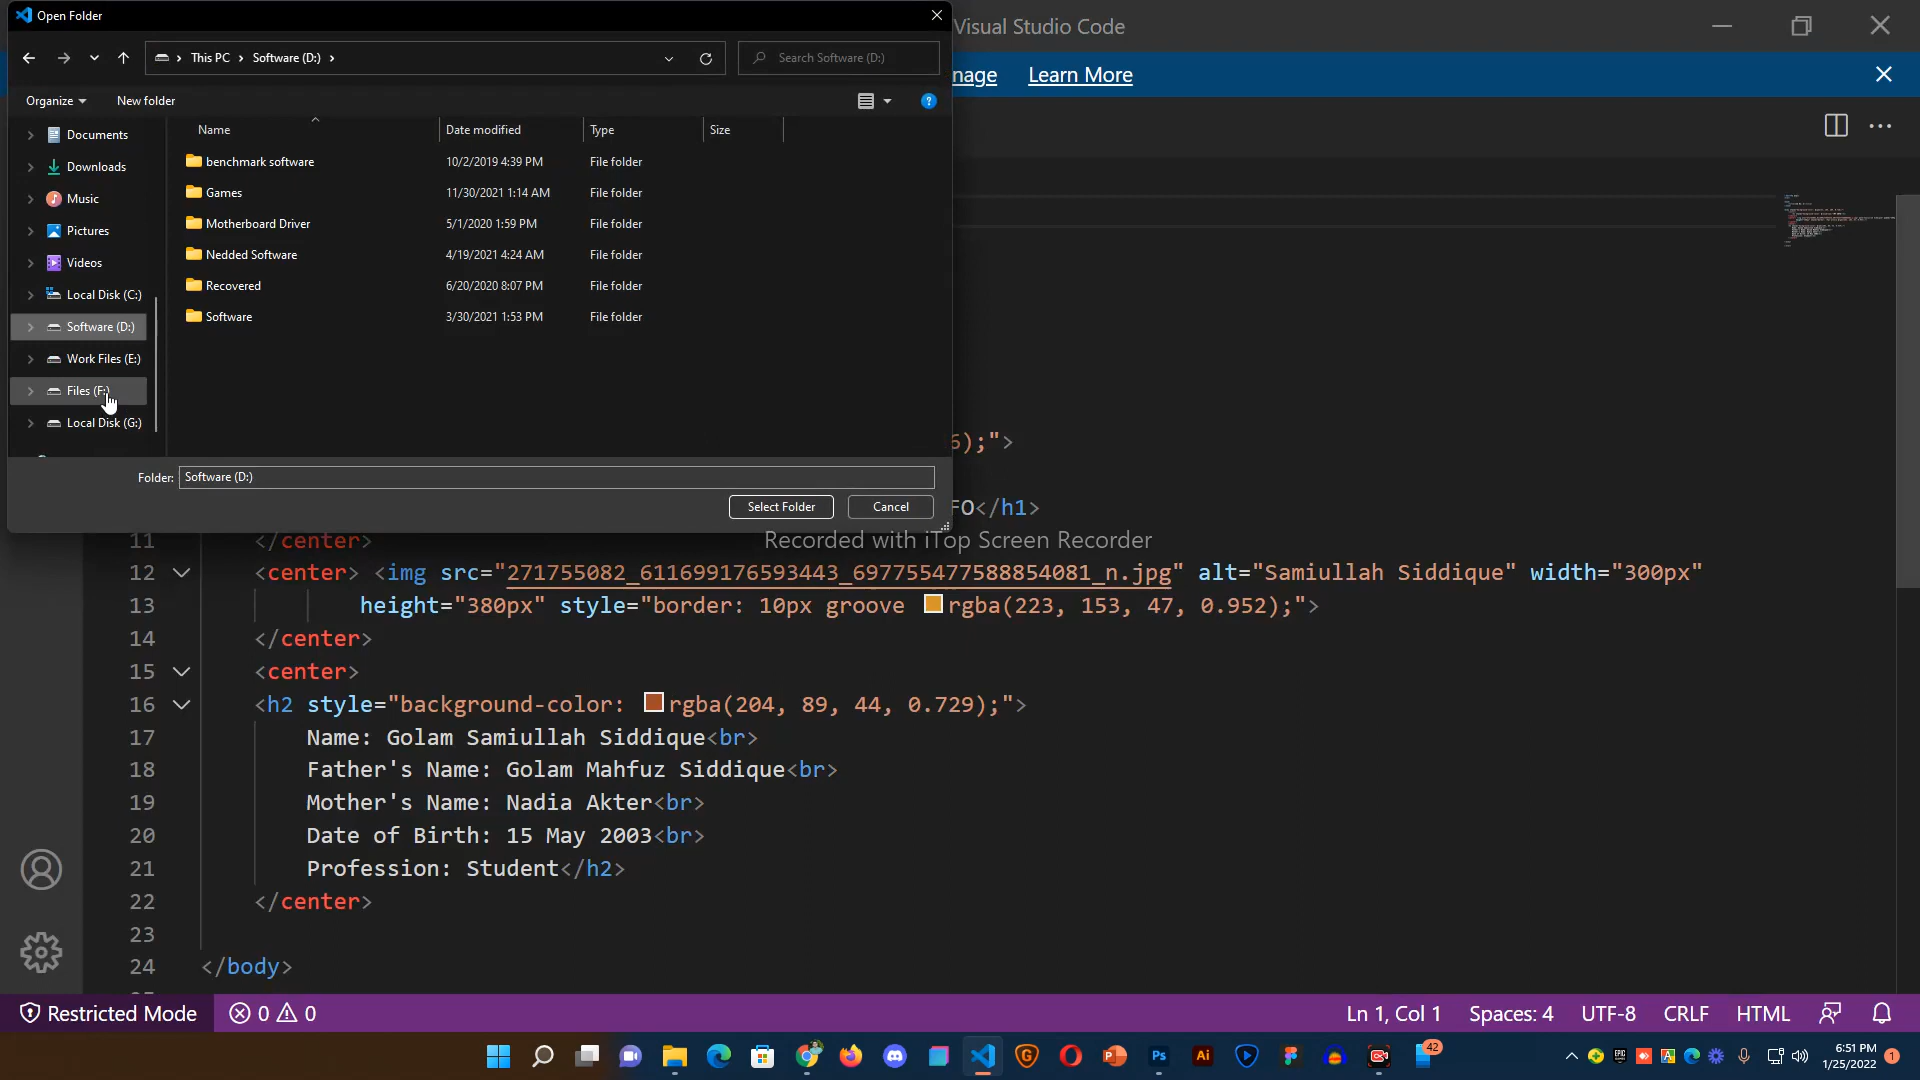 Open Folder
Visual Studio Code
This PC > Software (D:) >
Search Software (D:)
nage Learn More
Organize New folder
Name Date modified Type Size
Documents
Downloads
Music
Pictures
Videos
Local Disk (C:)
Software (D:)
Work Files (E:)
Files (F:)
Local Disk (G:)
benchmark software 10/2/2019 4:39 PM File folder
Games 11/30/2021 1:14 AM File folder
Motherboard Driver 5/1/2020 1:59 PM File folder
Nedded Software 4/19/2021 4:24 AM File folder
Recovered 6/20/2020 8:07 PM File folder
Software 3/30/2021 1:53 PM File folder
Folder: Software (D:)
Select Folder Cancel
6);">
FO</h1>
Recorded with iTop Screen Recorder
11 </center>
12 <center> <img src="271755082_611699176593443_697755477588854081_n.jpg" alt="Samiullah Siddique" width="300px"
13 height="380px" style="border: 10px groove rgba(223, 153, 47, 0.952);">
14 </center>
15 <center>
16 <h2 style="background-color: rgba(204, 89, 44, 0.729);">
17 Name: Golam Samiullah Siddique<br>
18 Father's Name: Golam Mahfuz Siddique<br>
19 Mother's Name: Nadia Akter<br>
20 Date of Birth: 15 May 2003<br>
21 Profession: Student</h2>
22 </center>
23
24 </body>
Restricted Mode 0 0 Ln 1, Col 1 Spaces: 4 UTF-8 CRLF HTML
Ps Ai 42
6:51 PM
1/25/2022 1